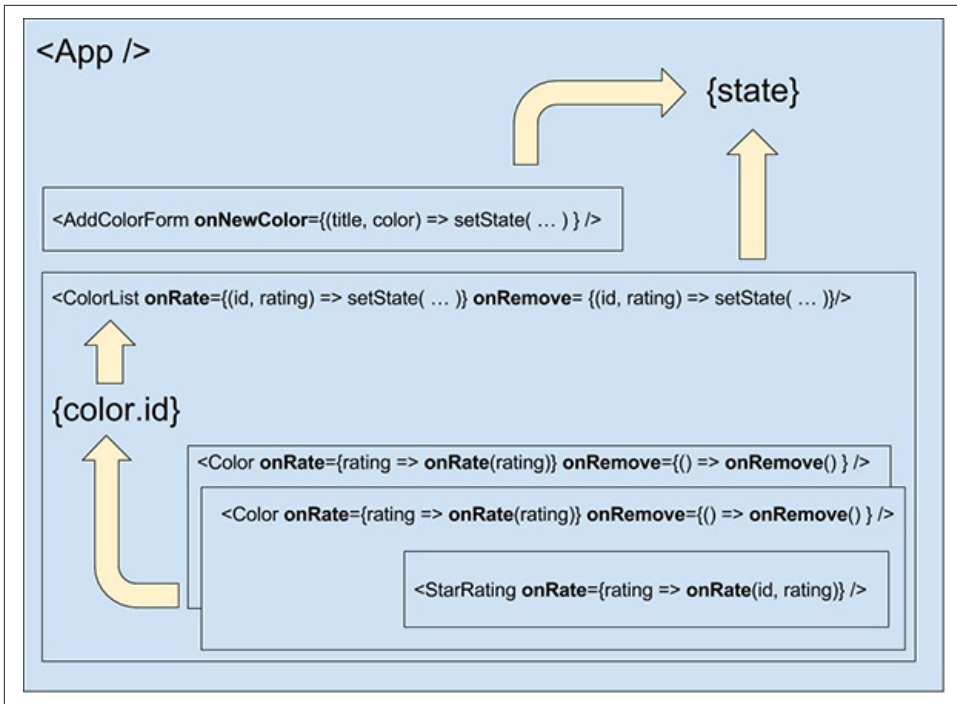 <App />
{state}
<AddColorForm onNewColor={(title, color) => setState( … ) } />
<ColorList onRate={(id, rating) => setState( … )} onRemove= {(id, rating) => setState( … )}/>
{color.id}
<Color onRate={rating => onRate(rating)} onRemove={() => onRemove() } />
<Color onRate={rating => onRate(rating)} onRemove={() => onRemove() } />
<StarRating onRate={rating => onRate(id, rating)} />